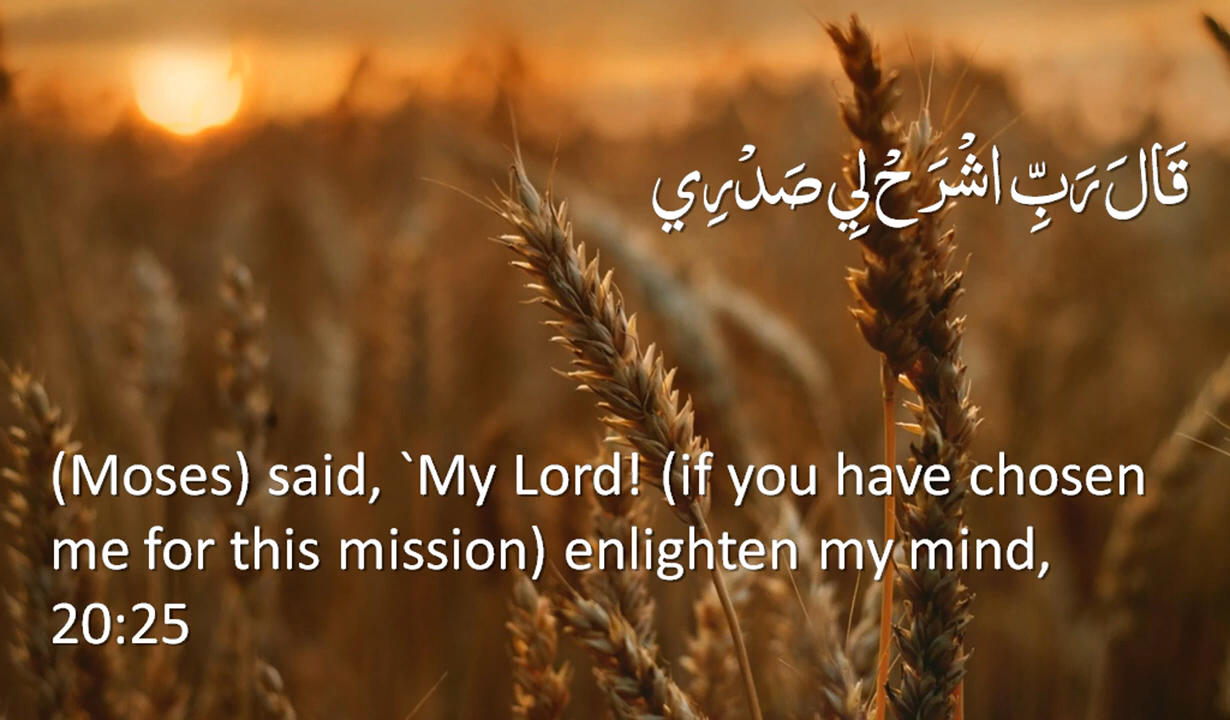 قَالَ رَبِّ اشْرَحْ لِي صَدْرِي
(Moses) said, `My Lord! (if you have chosen
me for this mission) enlighten my mind,
20:25